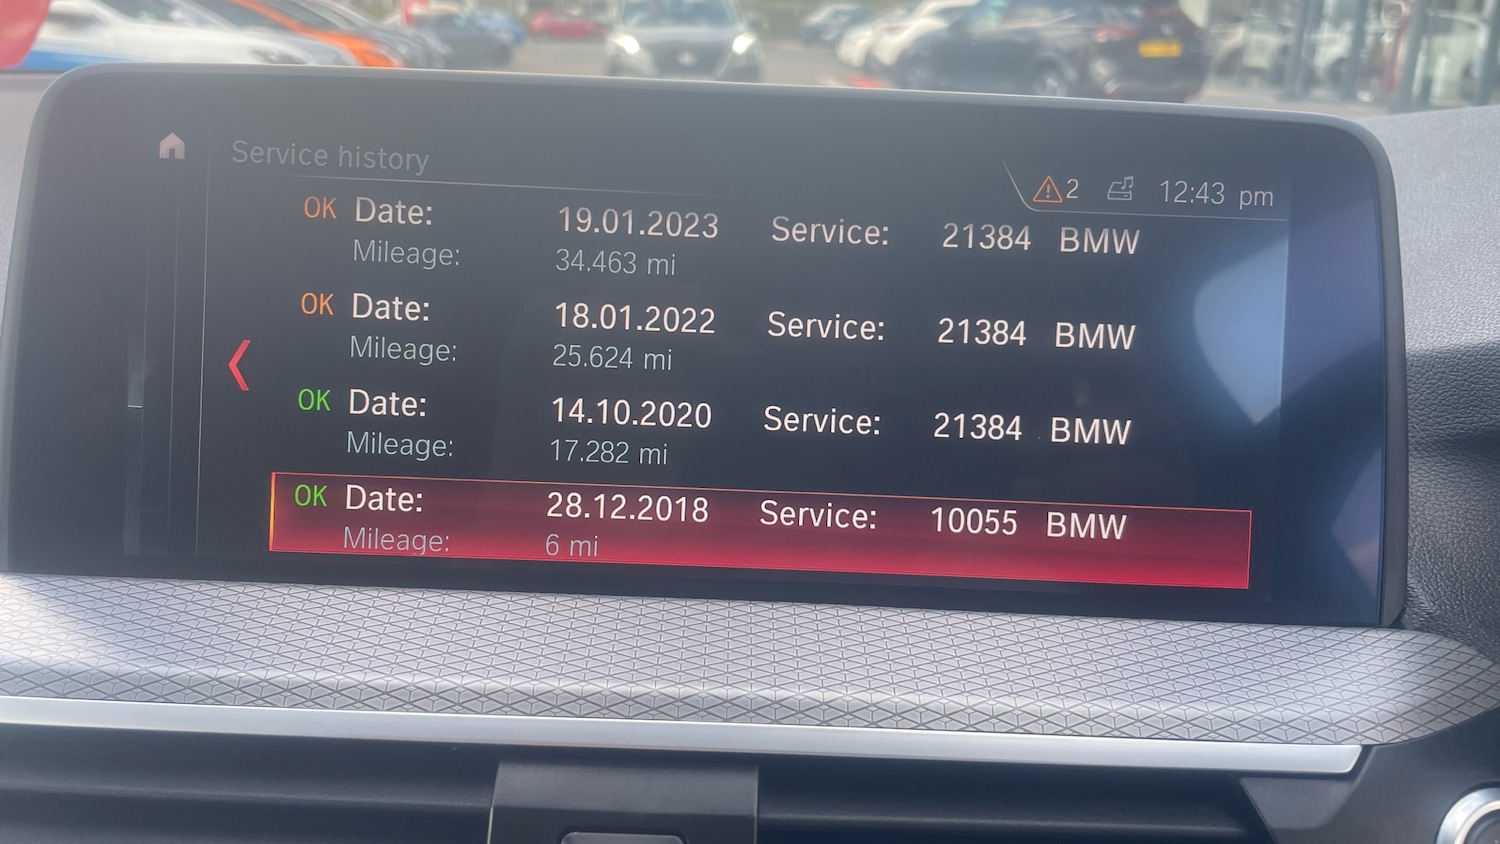 Service history
2 12:43 pm
OK Date: 19.01.2023 Service: 21384 BMW
Mileage: 34.463 mi
OK Date: 18.01.2022 Service: 21384 BMW
Mileage: 25.624 mi
OK Date: 14.10.2020 Service: 21384 BMW
Mileage: 17.282 mi
OK Date: 28.12.2018 Service: 10055 BMW
Mileage: 6 mi